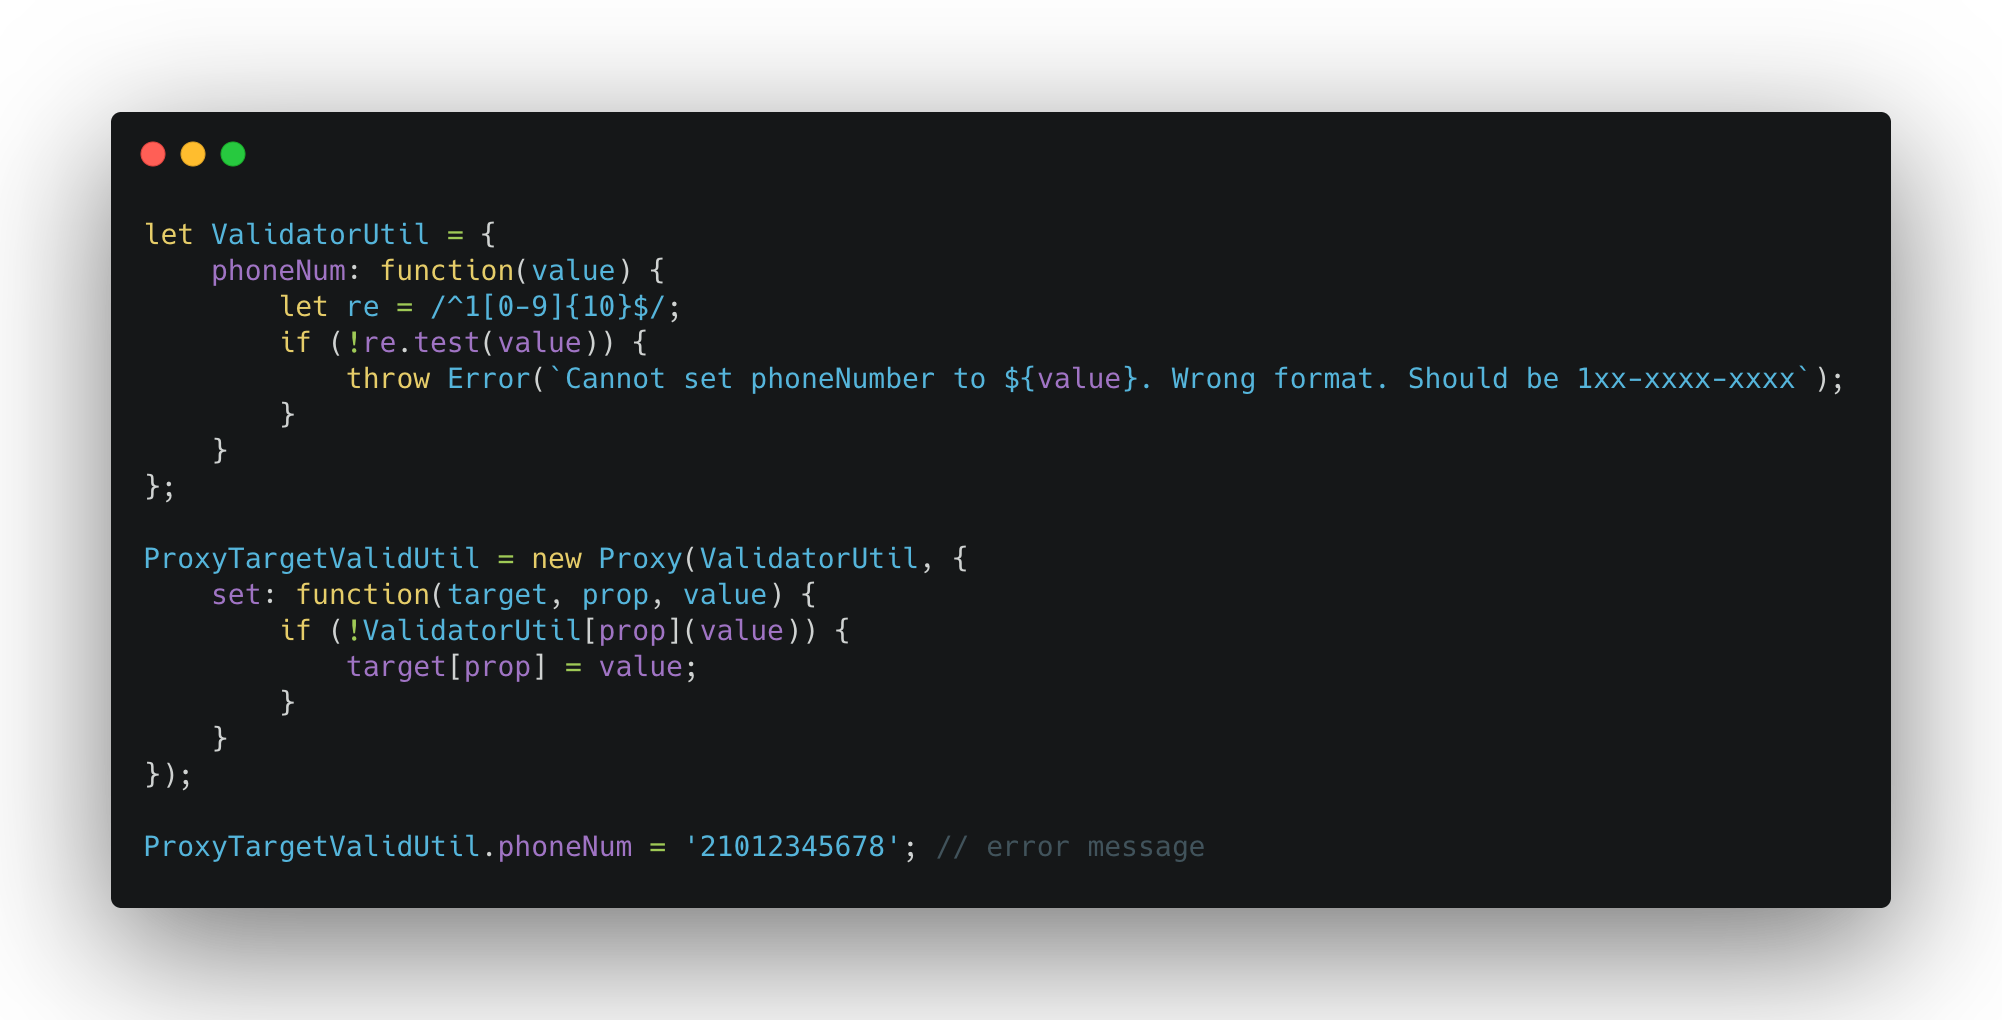 let ValidatorUtil = {
    phoneNum: function(value) {
        let re = /^1[0-9]{10}$/;
        if (!re.test(value)) {
            throw Error(`Cannot set phoneNumber to ${value}. Wrong format. Should be 1xx-xxxx-xxxx`);
        }
    }
};

ProxyTargetValidUtil = new Proxy(ValidatorUtil, {
    set: function(target, prop, value) {
        if (!ValidatorUtil[prop](value)) {
            target[prop] = value;
        }
    }
});

ProxyTargetValidUtil.phoneNum = '21012345678'; // error message